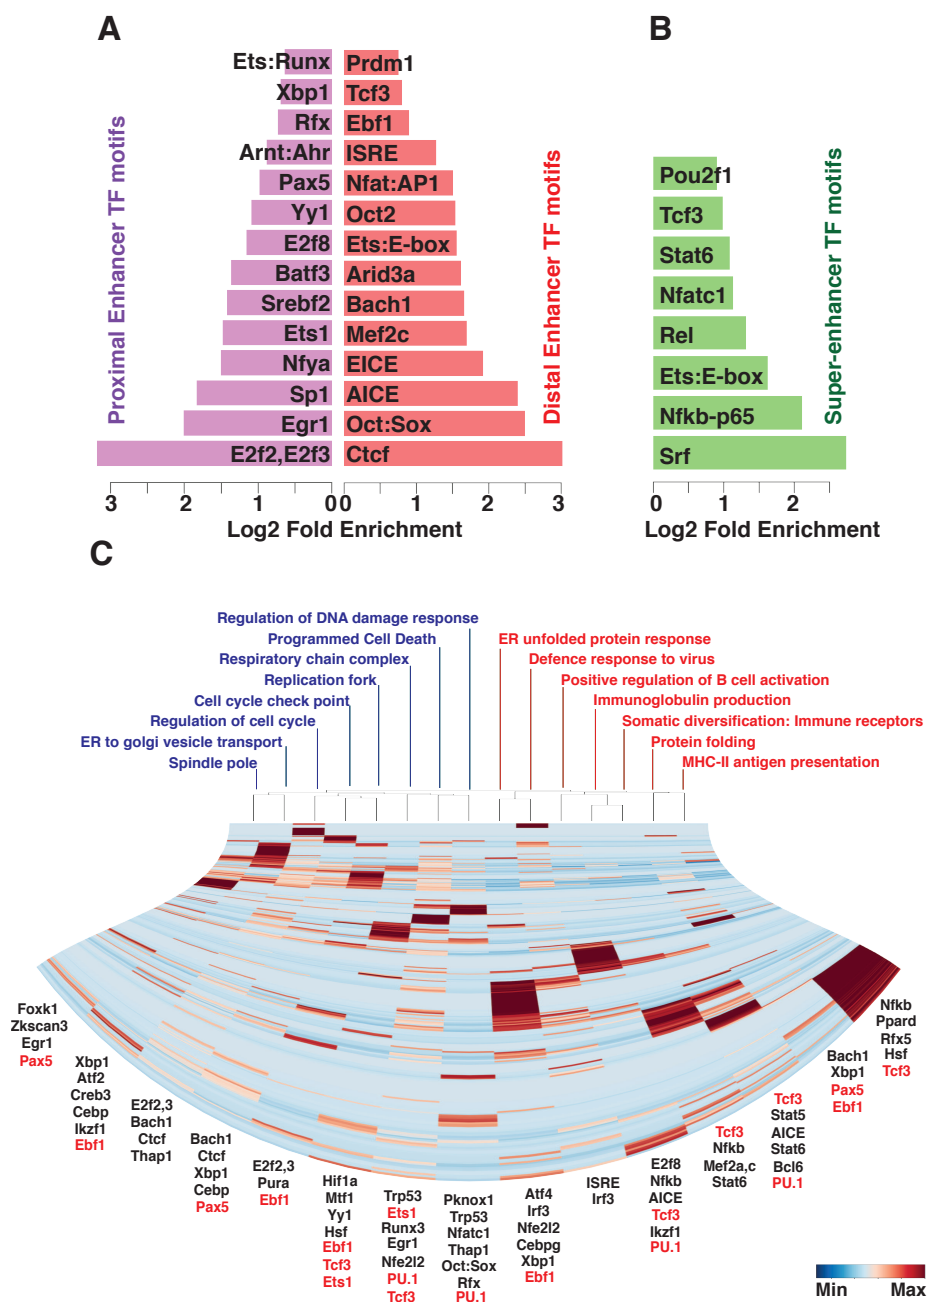 A
B
Proximal Enhancer TF motifs
Ets:Runx
Xbp1
Rfx
Arnt:Ahr
Pax5
Yy1
E2f8
Batf3
Srebf2
Ets1
Nfya
Sp1
Egr1
E2f2,E2f3
Prdm1
Tcf3
Ebf1
ISRE
Nfat:AP1
Oct2
Ets:E-box
Arid3a
Bach1
Mef2c
EICE
AICE
Oct:Sox
Ctcf
Distal Enhancer TF motifs
3 2 1 0 0 1 2 3
Log2 Fold Enrichment
Pou2f1
Tcf3
Stat6
Nfatc1
Rel
Ets:E-box
Nfkb-p65
Srf
Super-enhancer TF motifs
0 1 2
Log2 Fold Enrichment
C
Regulation of DNA damage response
Programmed Cell Death
Respiratory chain complex
Replication fork
Cell cycle check point
Regulation of cell cycle
ER to golgi vesicle transport
Spindle pole
ER unfolded protein response
Defence response to virus
Positive regulation of B cell activation
Immunoglobulin production
Somatic diversification: Immune receptors
Protein folding
MHC-II antigen presentation
Foxk1
Zkscan3
Egr1
Pax5
Xbp1
Atf2
Creb3
Cebp
Ikzf1
Ebf1
E2f2,3
Bach1
Ctcf
Thap1
Bach1
Ctcf
Xbp1
Cebp
Pax5
E2f2,3
Pura
Ebf1
Hif1a
Mtf1
Yy1
Hsf
Ebf1
Tcf3
Ets1
Trp53
Ets1
Runx3
Egr1
Nfe2l2
PU.1
Tcf3
Pknox1
Trp53
Nfatc1
Thap1
Oct:Sox
Rfx
PU.1
Atf4
Irf3
Nfe2l2
Cebpg
Xbp1
Ebf1
ISRE
Irf3
E2f8
Nfkb
AICE
Tcf3
Ikzf1
PU.1
Tcf3
Nfkb
Mef2a,c
Stat6
Tcf3
Stat5
AICE
Stat6
Bcl6
PU.1
Bach1
Xbp1
Pax5
Ebf1
Nfkb
Ppard
Rfx5
Hsf
Tcf3
Min Max